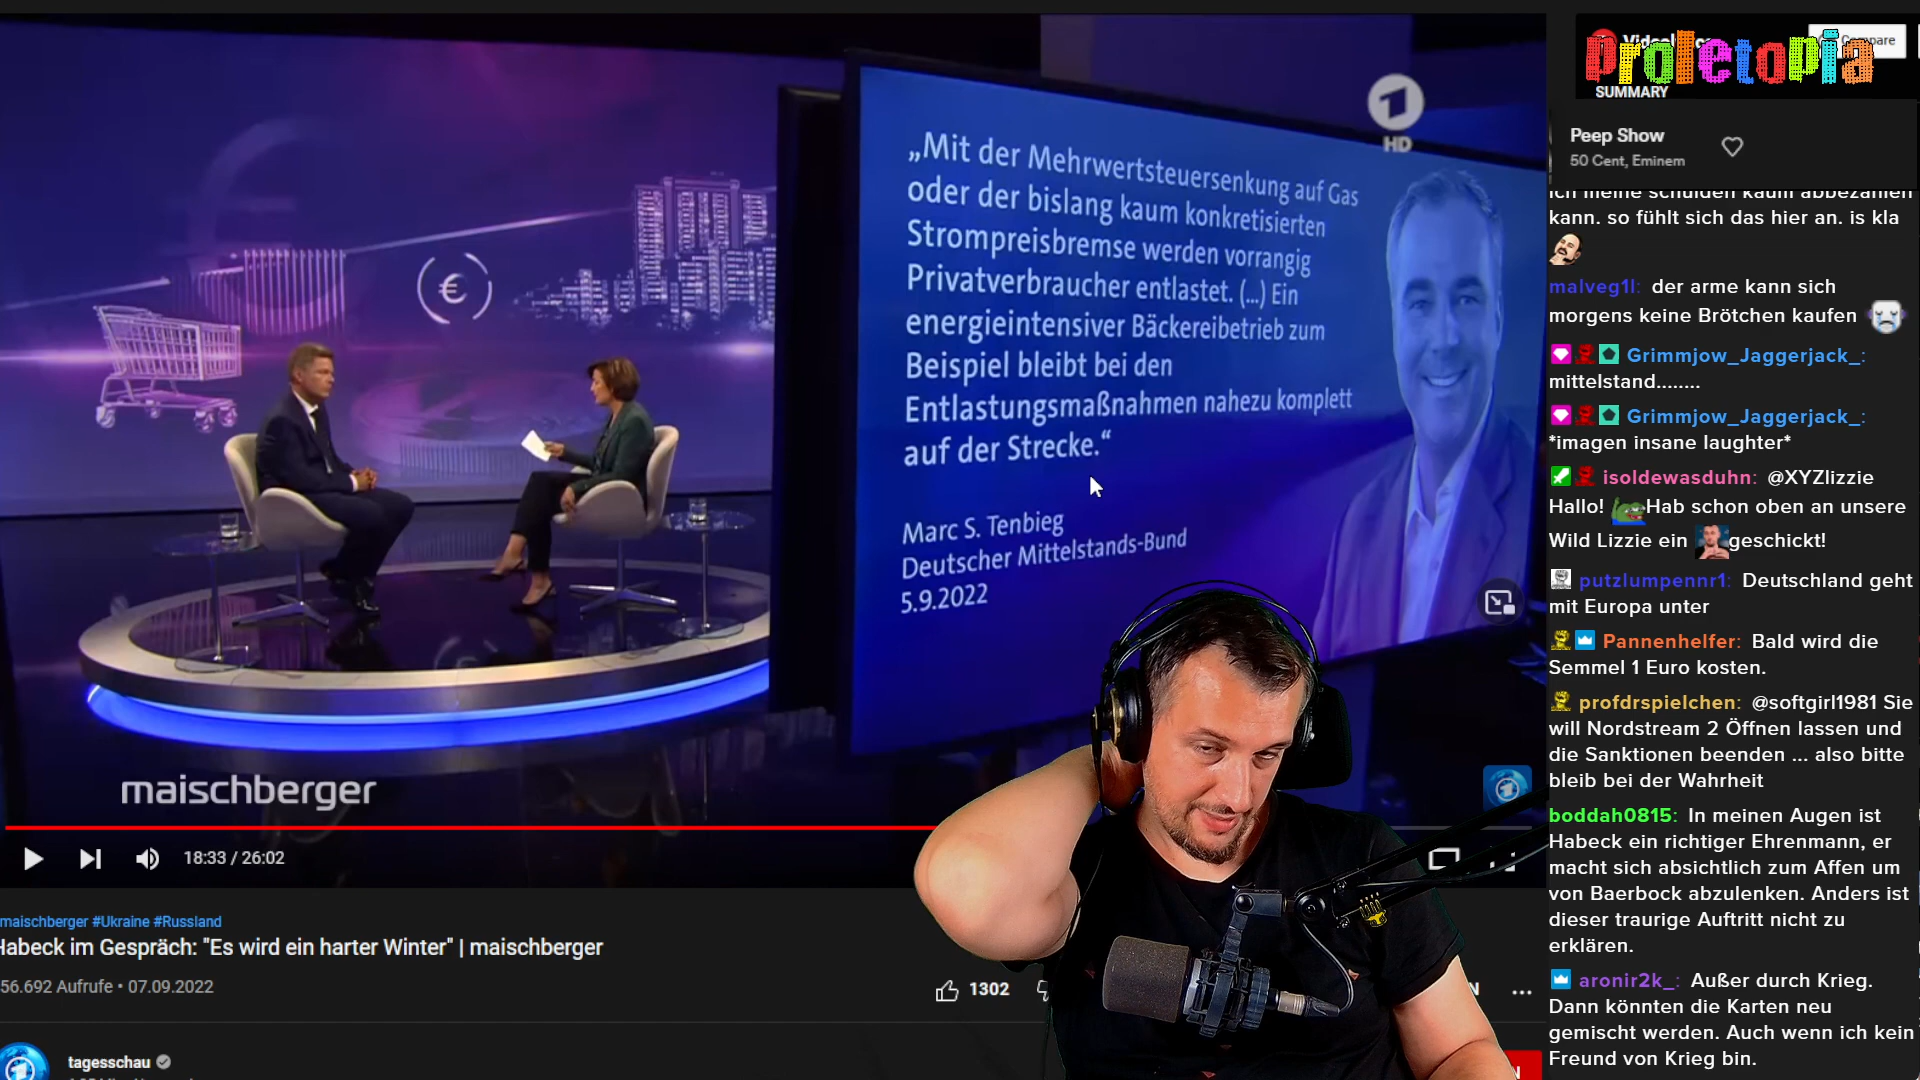 „Mit der Mehrwertsteuersenkung auf Gas
oder der bislang kaum konkretisierten
Strompreisbremse werden vorrangig
Privatverbraucher entlastet. (...) Ein
energieintensiver Bäckereibetrieb zum
Beispiel bleibt bei den
Entlastungsmaßnahmen nahezu komplett
auf der Strecke.“
Marc S. Tenbieg
Deutscher Mittelstands-Bund
5.9.2022
1
HD
€
maischberger
18:33 / 26:02
maischberger #Ukraine #Russland
Habeck im Gespräch: "Es wird ein harter Winter" | maischberger
56.692 Aufrufe • 07.09.2022
1302
N
tagesschau
N
Proletopia
SUMMARY
Peep Show
50 Cent, Eminem
ich meine schulden kaum abbezahlen
kann. so fühlt sich das hier an. is kla
malveg1l: der arme kann sich
morgens keine Brötchen kaufen
Grimmjow_Jaggerjack_:
mittelstand........
Grimmjow_Jaggerjack_:
*imagen insane laughter*
isoldewasduhn: @XYZlizzie
Hallo! Hab schon oben an unsere
Wild Lizzie ein geschickt!
putzlumpennr1: Deutschland geht
mit Europa unter
Pannenhelfer: Bald wird die
Semmel 1 Euro kosten.
profdrspielchen: @softgirl1981 Sie
will Nordstream 2 Öffnen lassen und
die Sanktionen beenden ... also bitte
bleib bei der Wahrheit
boddah0815: In meinen Augen ist
Habeck ein richtiger Ehrenmann, er
macht sich absichtlich zum Affen um
von Baerbock abzulenken. Anders ist
dieser traurige Auftritt nicht zu
erklären.
aronir2k_: Außer durch Krieg.
Dann könnten die Karten neu
gemischt werden. Auch wenn ich kein
Freund von Krieg bin.